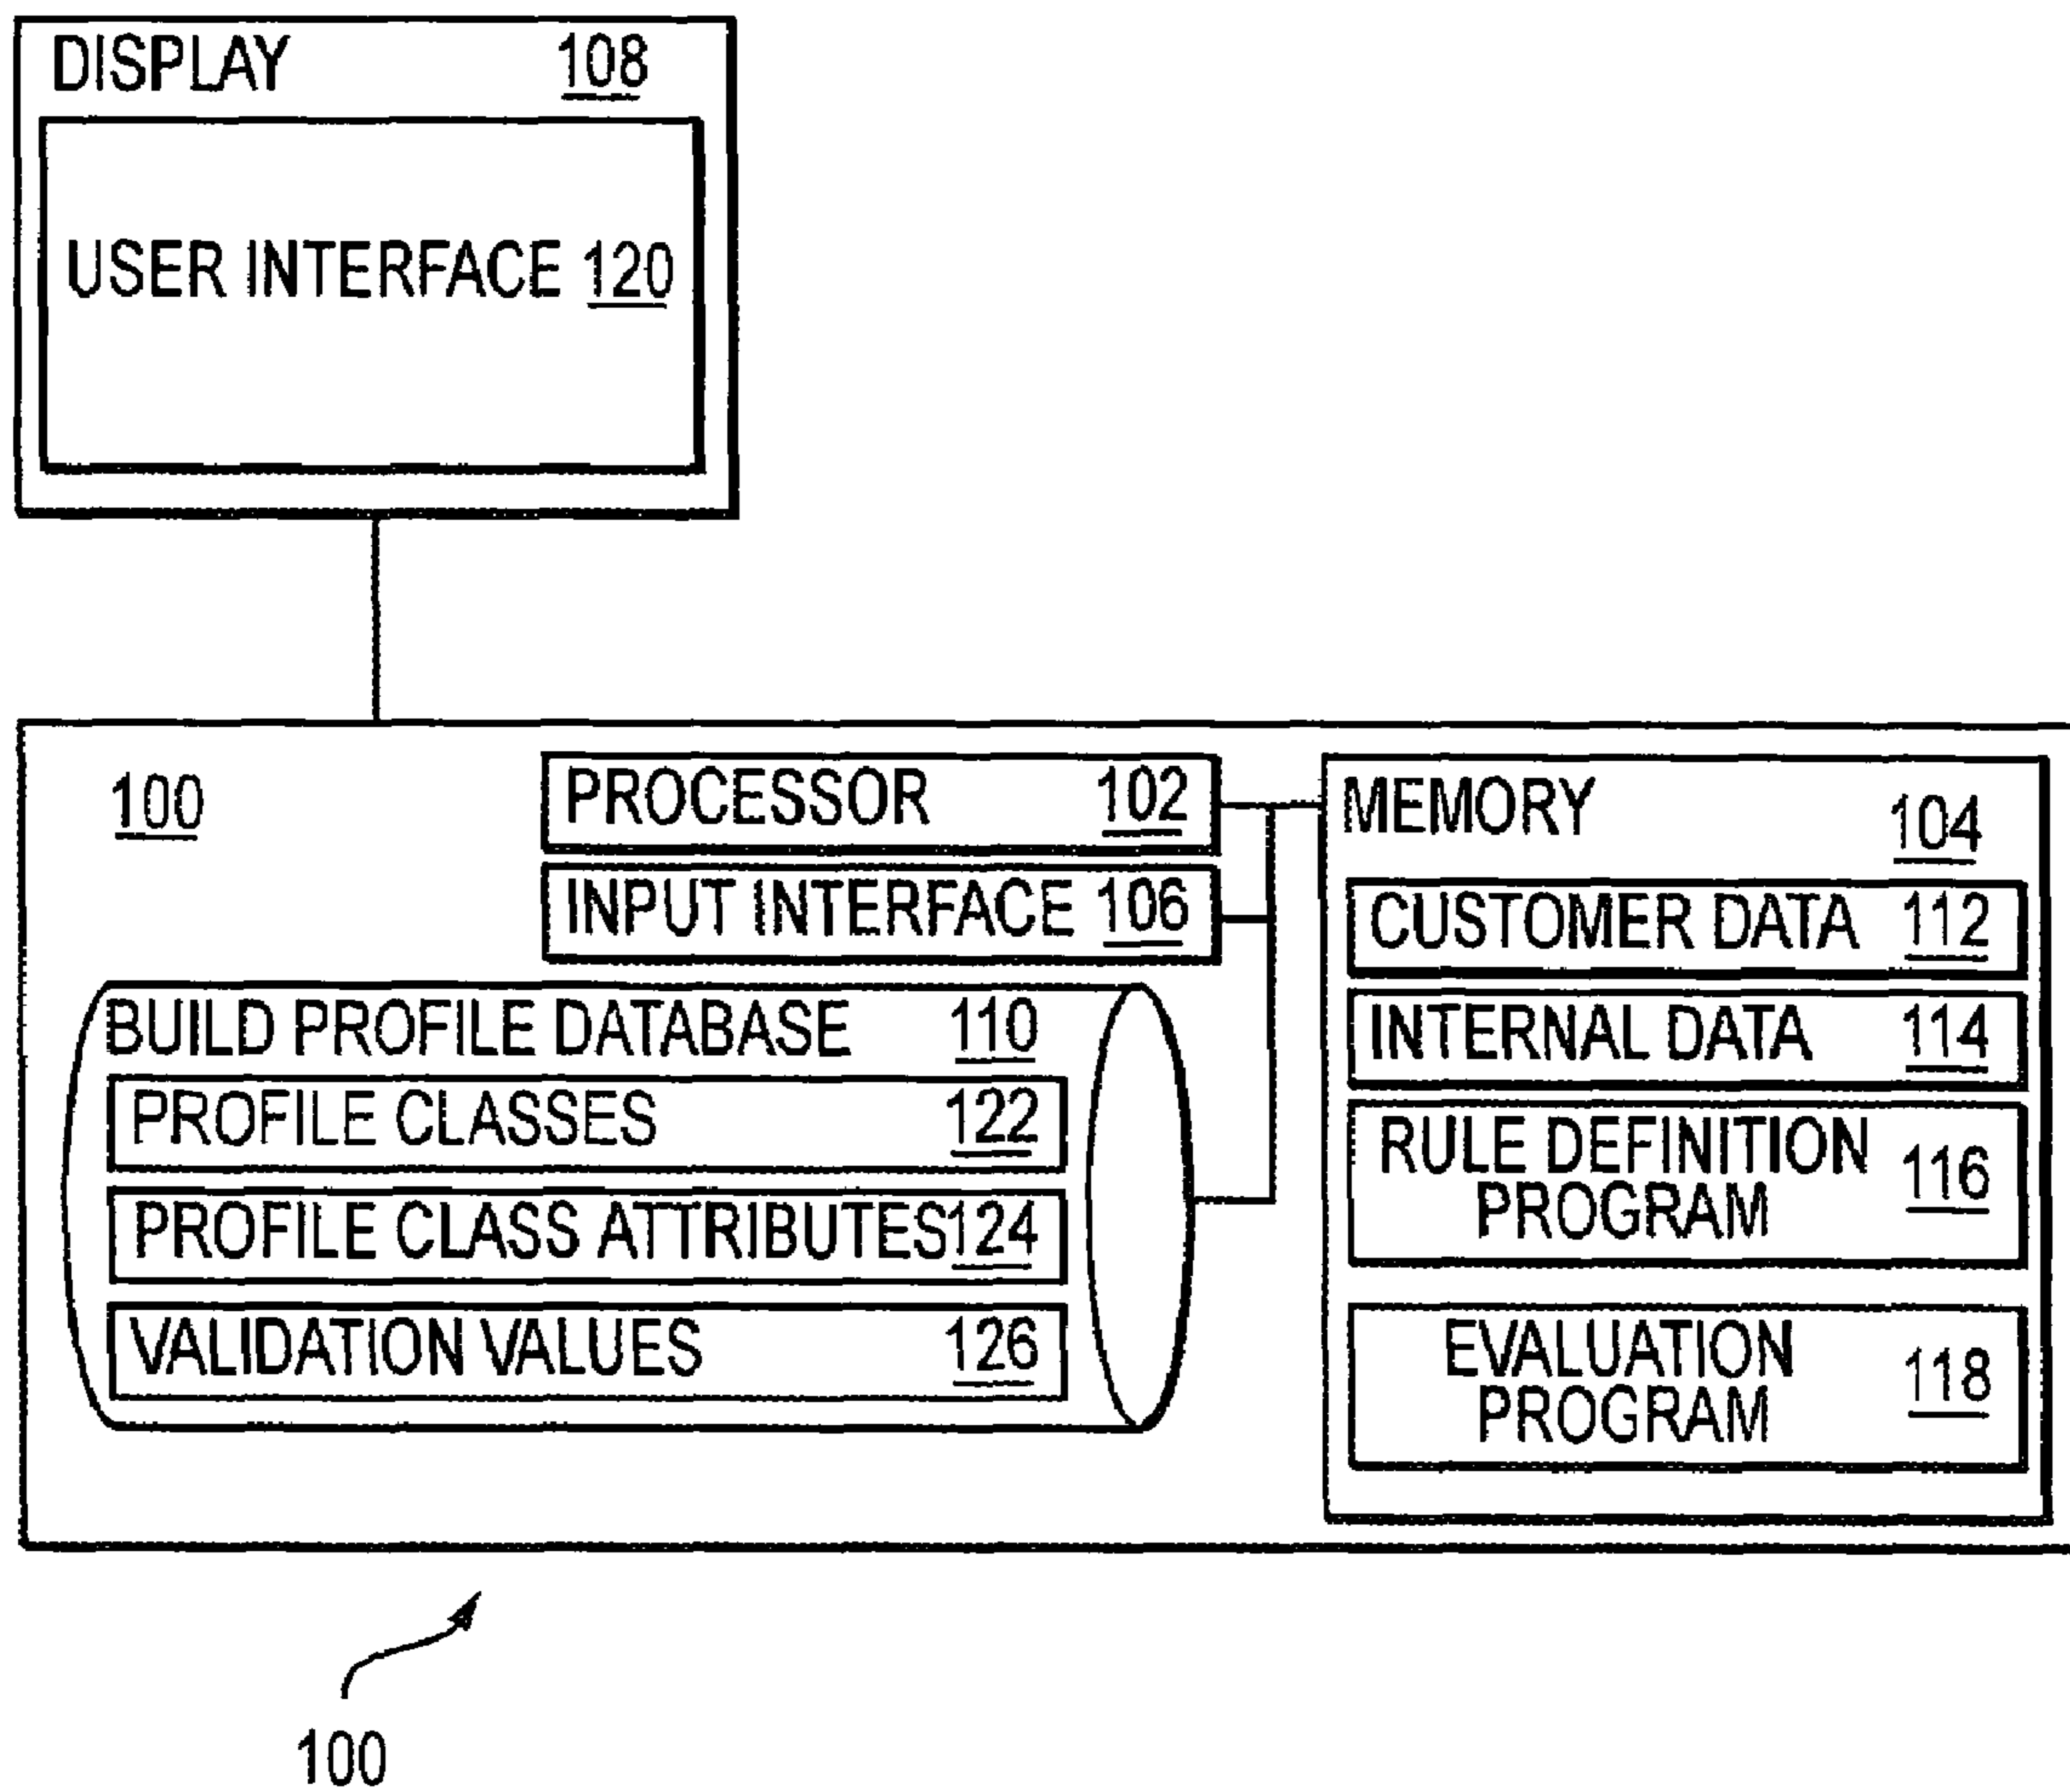 DISPLAY 108
USER INTERFACE 120
100
PROCESSOR 102
INPUT INTERFACE 106
BUILD PROFILE DATABASE 110
PROFILE CLASSES 122
PROFILE CLASS ATTRIBUTES 124
VALIDATION VALUES 126
MEMORY 104
CUSTOMER DATA 112
INTERNAL DATA 114
RULE DEFINITION
PROGRAM 116
EVALUATION
PROGRAM 118
100